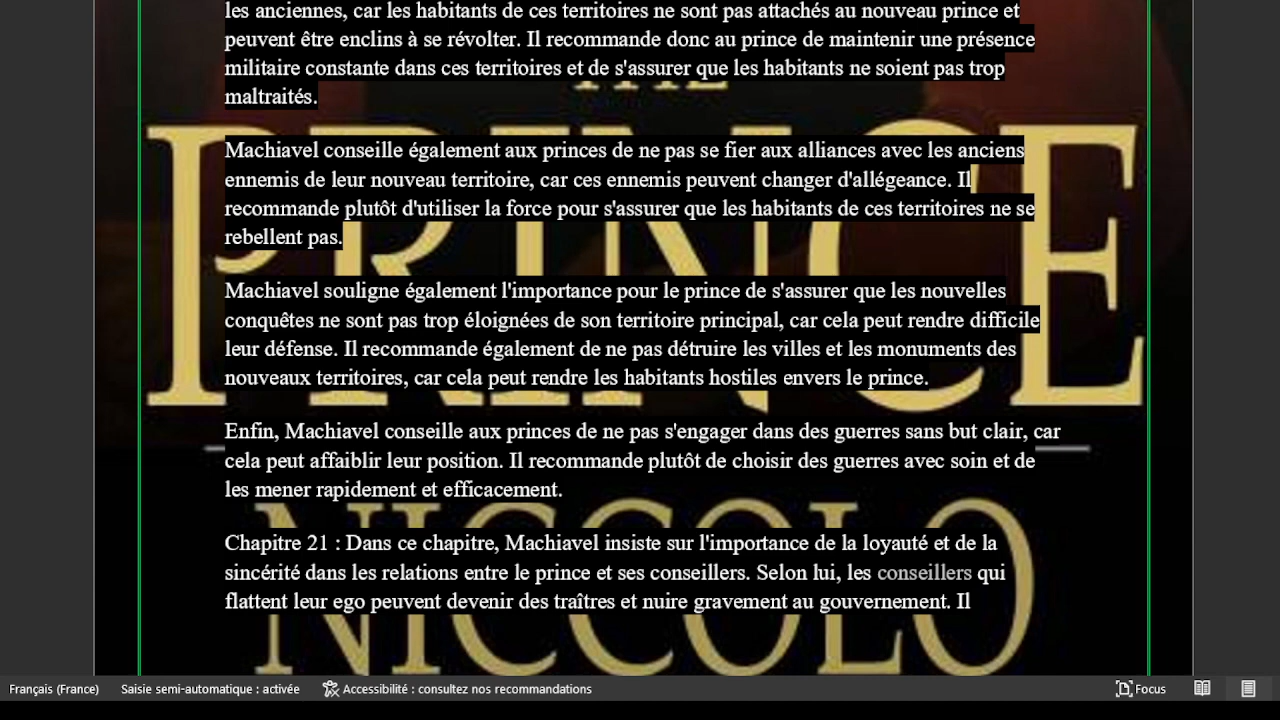 les anciennes, car les habitants de ces territoires ne sont pas attachés au nouveau prince et
peuvent être enclins à se révolter. Il recommande donc au prince de maintenir une présence
militaire constante dans ces territoires et de s'assurer que les habitants ne soient pas trop
maltraités.
THE
PRINCE
Machiavel conseille également aux princes de ne pas se fier aux alliances avec les anciens
ennemis de leur nouveau territoire, car ces ennemis peuvent changer d'allégeance. Il
recommande plutôt d'utiliser la force pour s'assurer que les habitants de ces territoires ne se
rebellent pas.
Machiavel souligne également l'importance pour le prince de s'assurer que les nouvelles
conquêtes ne sont pas trop éloignées de son territoire principal, car cela peut rendre difficile
leur défense. Il recommande également de ne pas détruire les villes et les monuments des
nouveaux territoires, car cela peut rendre les habitants hostiles envers le prince.
Enfin, Machiavel conseille aux princes de ne pas s'engager dans des guerres sans but clair, car
cela peut affaiblir leur position. Il recommande plutôt de choisir des guerres avec soin et de
les mener rapidement et efficacement.
NICCOLO
Chapitre 21 : Dans ce chapitre, Machiavel insiste sur l'importance de la loyauté et de la
sincérité dans les relations entre le prince et ses conseillers. Selon lui, les conseillers qui
flattent leur ego peuvent devenir des traîtres et nuire gravement au gouvernement. Il
Français (France) Saisie semi-automatique : activée Accessibilité : consultez nos recommandations Focus